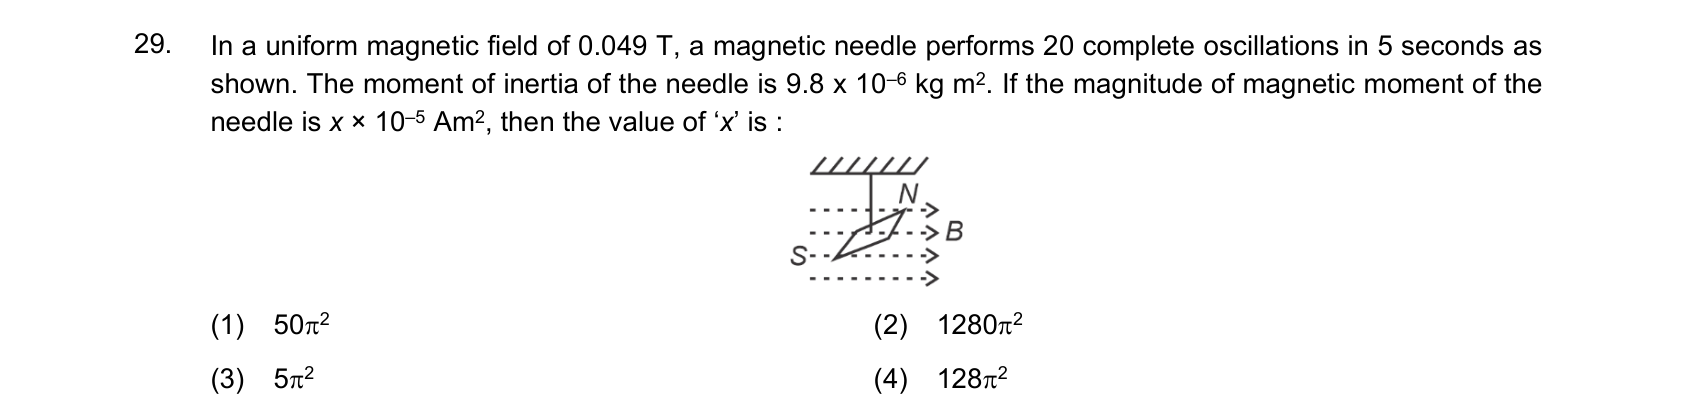 29. In a uniform magnetic field of 0.049 T, a magnetic needle performs 20 complete oscillations in 5 seconds as
shown. The moment of inertia of the needle is 9.8 x 10⁻⁶ kg m². If the magnitude of magnetic moment of the
needle is x × 10⁻⁵ Am², then the value of ‘x’ is :
N
B
S
(1) 50π² (2) 1280π²
(3) 5π² (4) 128π²